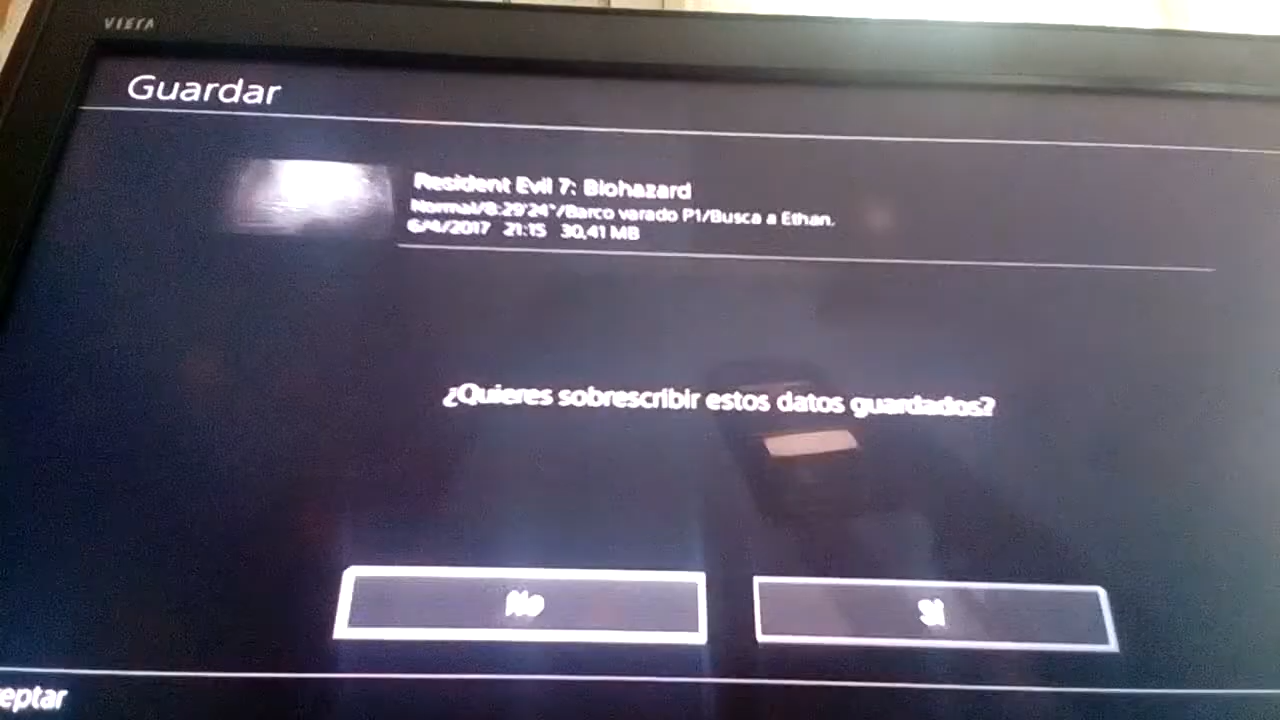 VIERA
Guardar
Resident Evil 7: Biohazard
Normal/8:29'24"/Barco varado P1/Busca a Ethan.
6/4/2017 21:15 30,41 MB
¿Quieres sobrescribir estos datos guardados?
No
Sí
eptar